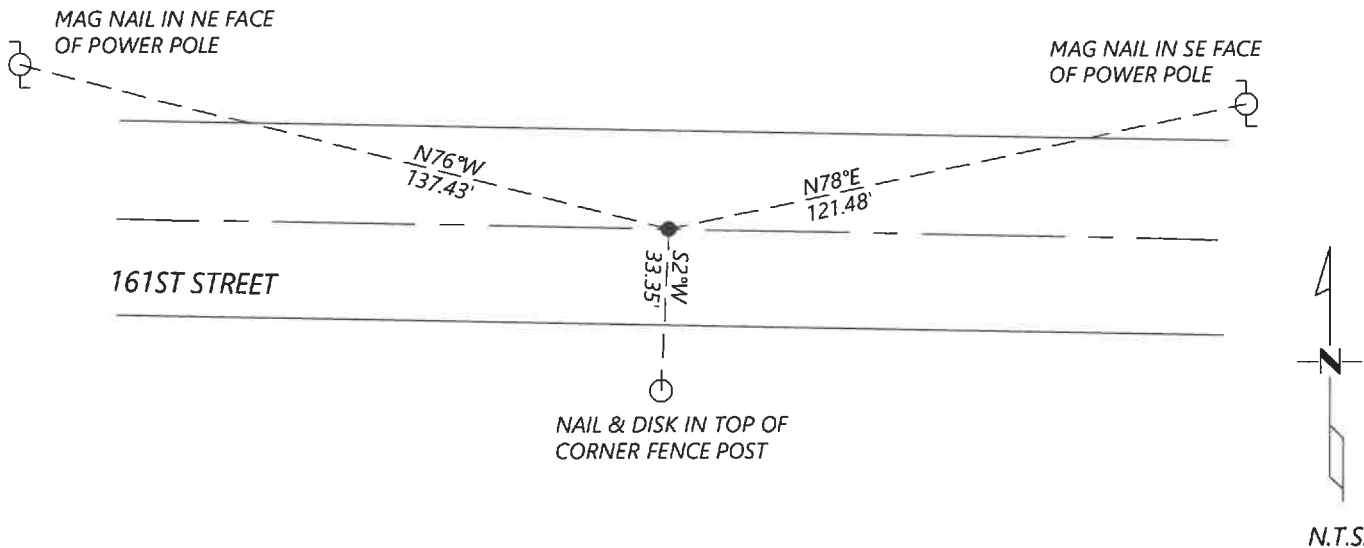 MAG NAIL IN NE FACE
OF POWER POLE
MAG NAIL IN SE FACE
OF POWER POLE
N76°W
137.43'
N78°E
121.48'
S2°W
33.35'
161ST STREET
N
NAIL & DISK IN TOP OF
CORNER FENCE POST
N.T.S.